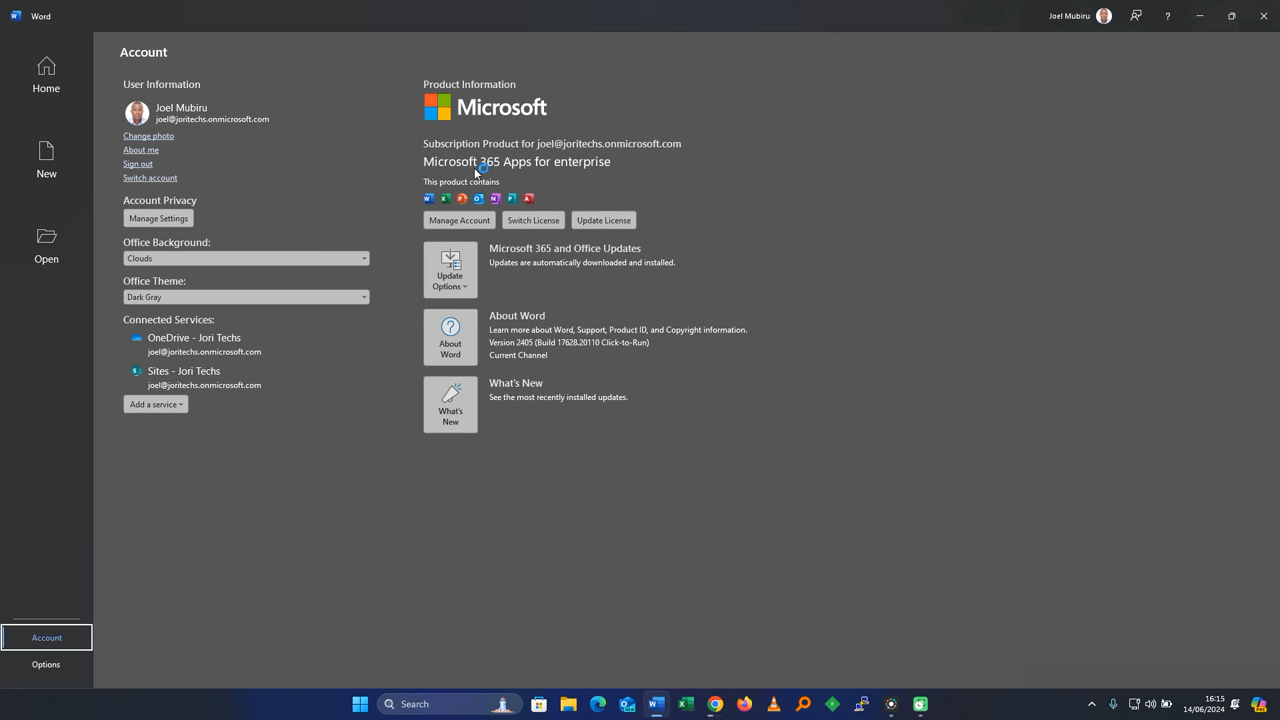 Word
Joel Mubiru
?
Home
New
Open
Account
Options
Account
User Information
Joel Mubiru
joel@joritechs.onmicrosoft.com
Change photo
About me
Sign out
Switch account
Account Privacy
Manage Settings
Office Background:
Clouds
Office Theme:
Dark Gray
Connected Services:
OneDrive - Jori Techs
joel@joritechs.onmicrosoft.com
Sites - Jori Techs
joel@joritechs.onmicrosoft.com
Add a service
Product Information
Microsoft
Subscription Product for joel@joritechs.onmicrosoft.com
Microsoft 365 Apps for enterprise
This product contains
Manage Account
Switch License
Update License
Update
Options
Microsoft 365 and Office Updates
Updates are automatically downloaded and installed.
About
Word
About Word
Learn more about Word, Support, Product ID, and Copyright information.
Version 2405 (Build 17628.20110 Click-to-Run)
Current Channel
What's
New
What's New
See the most recently installed updates.
Search
16:15
14/06/2024